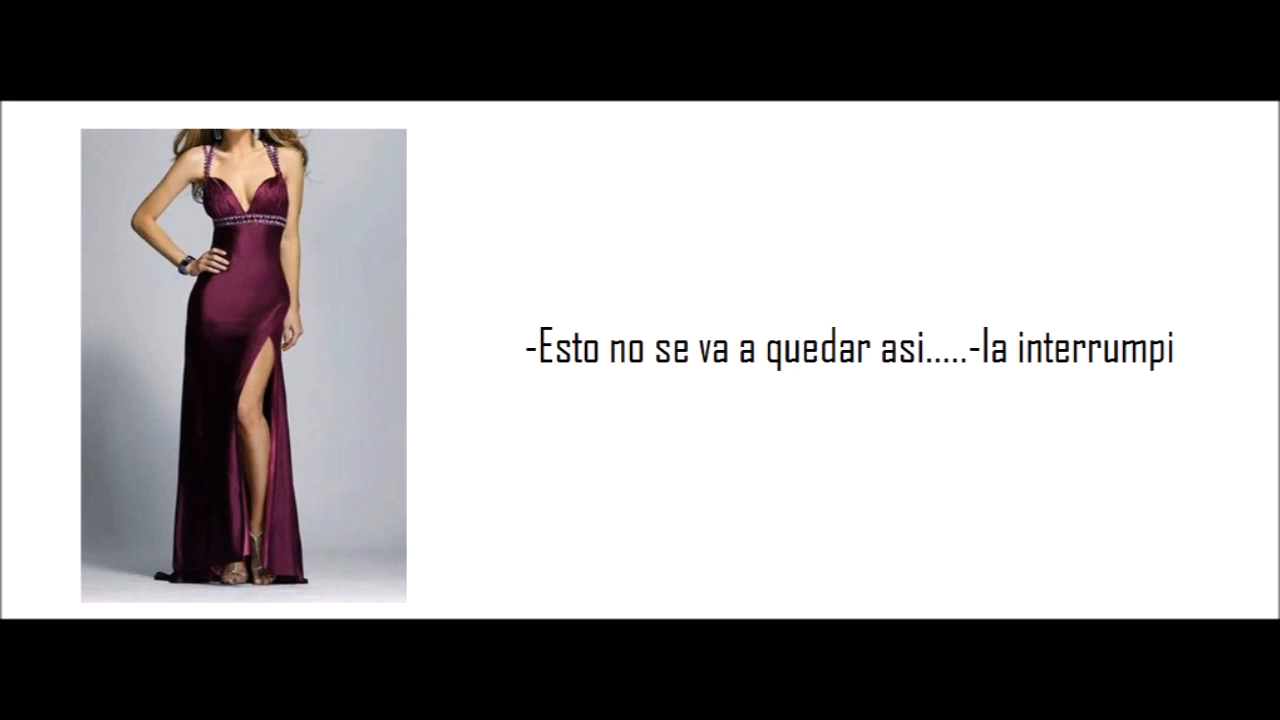 -Esto no se va a quedar asi.....-la interrumpi